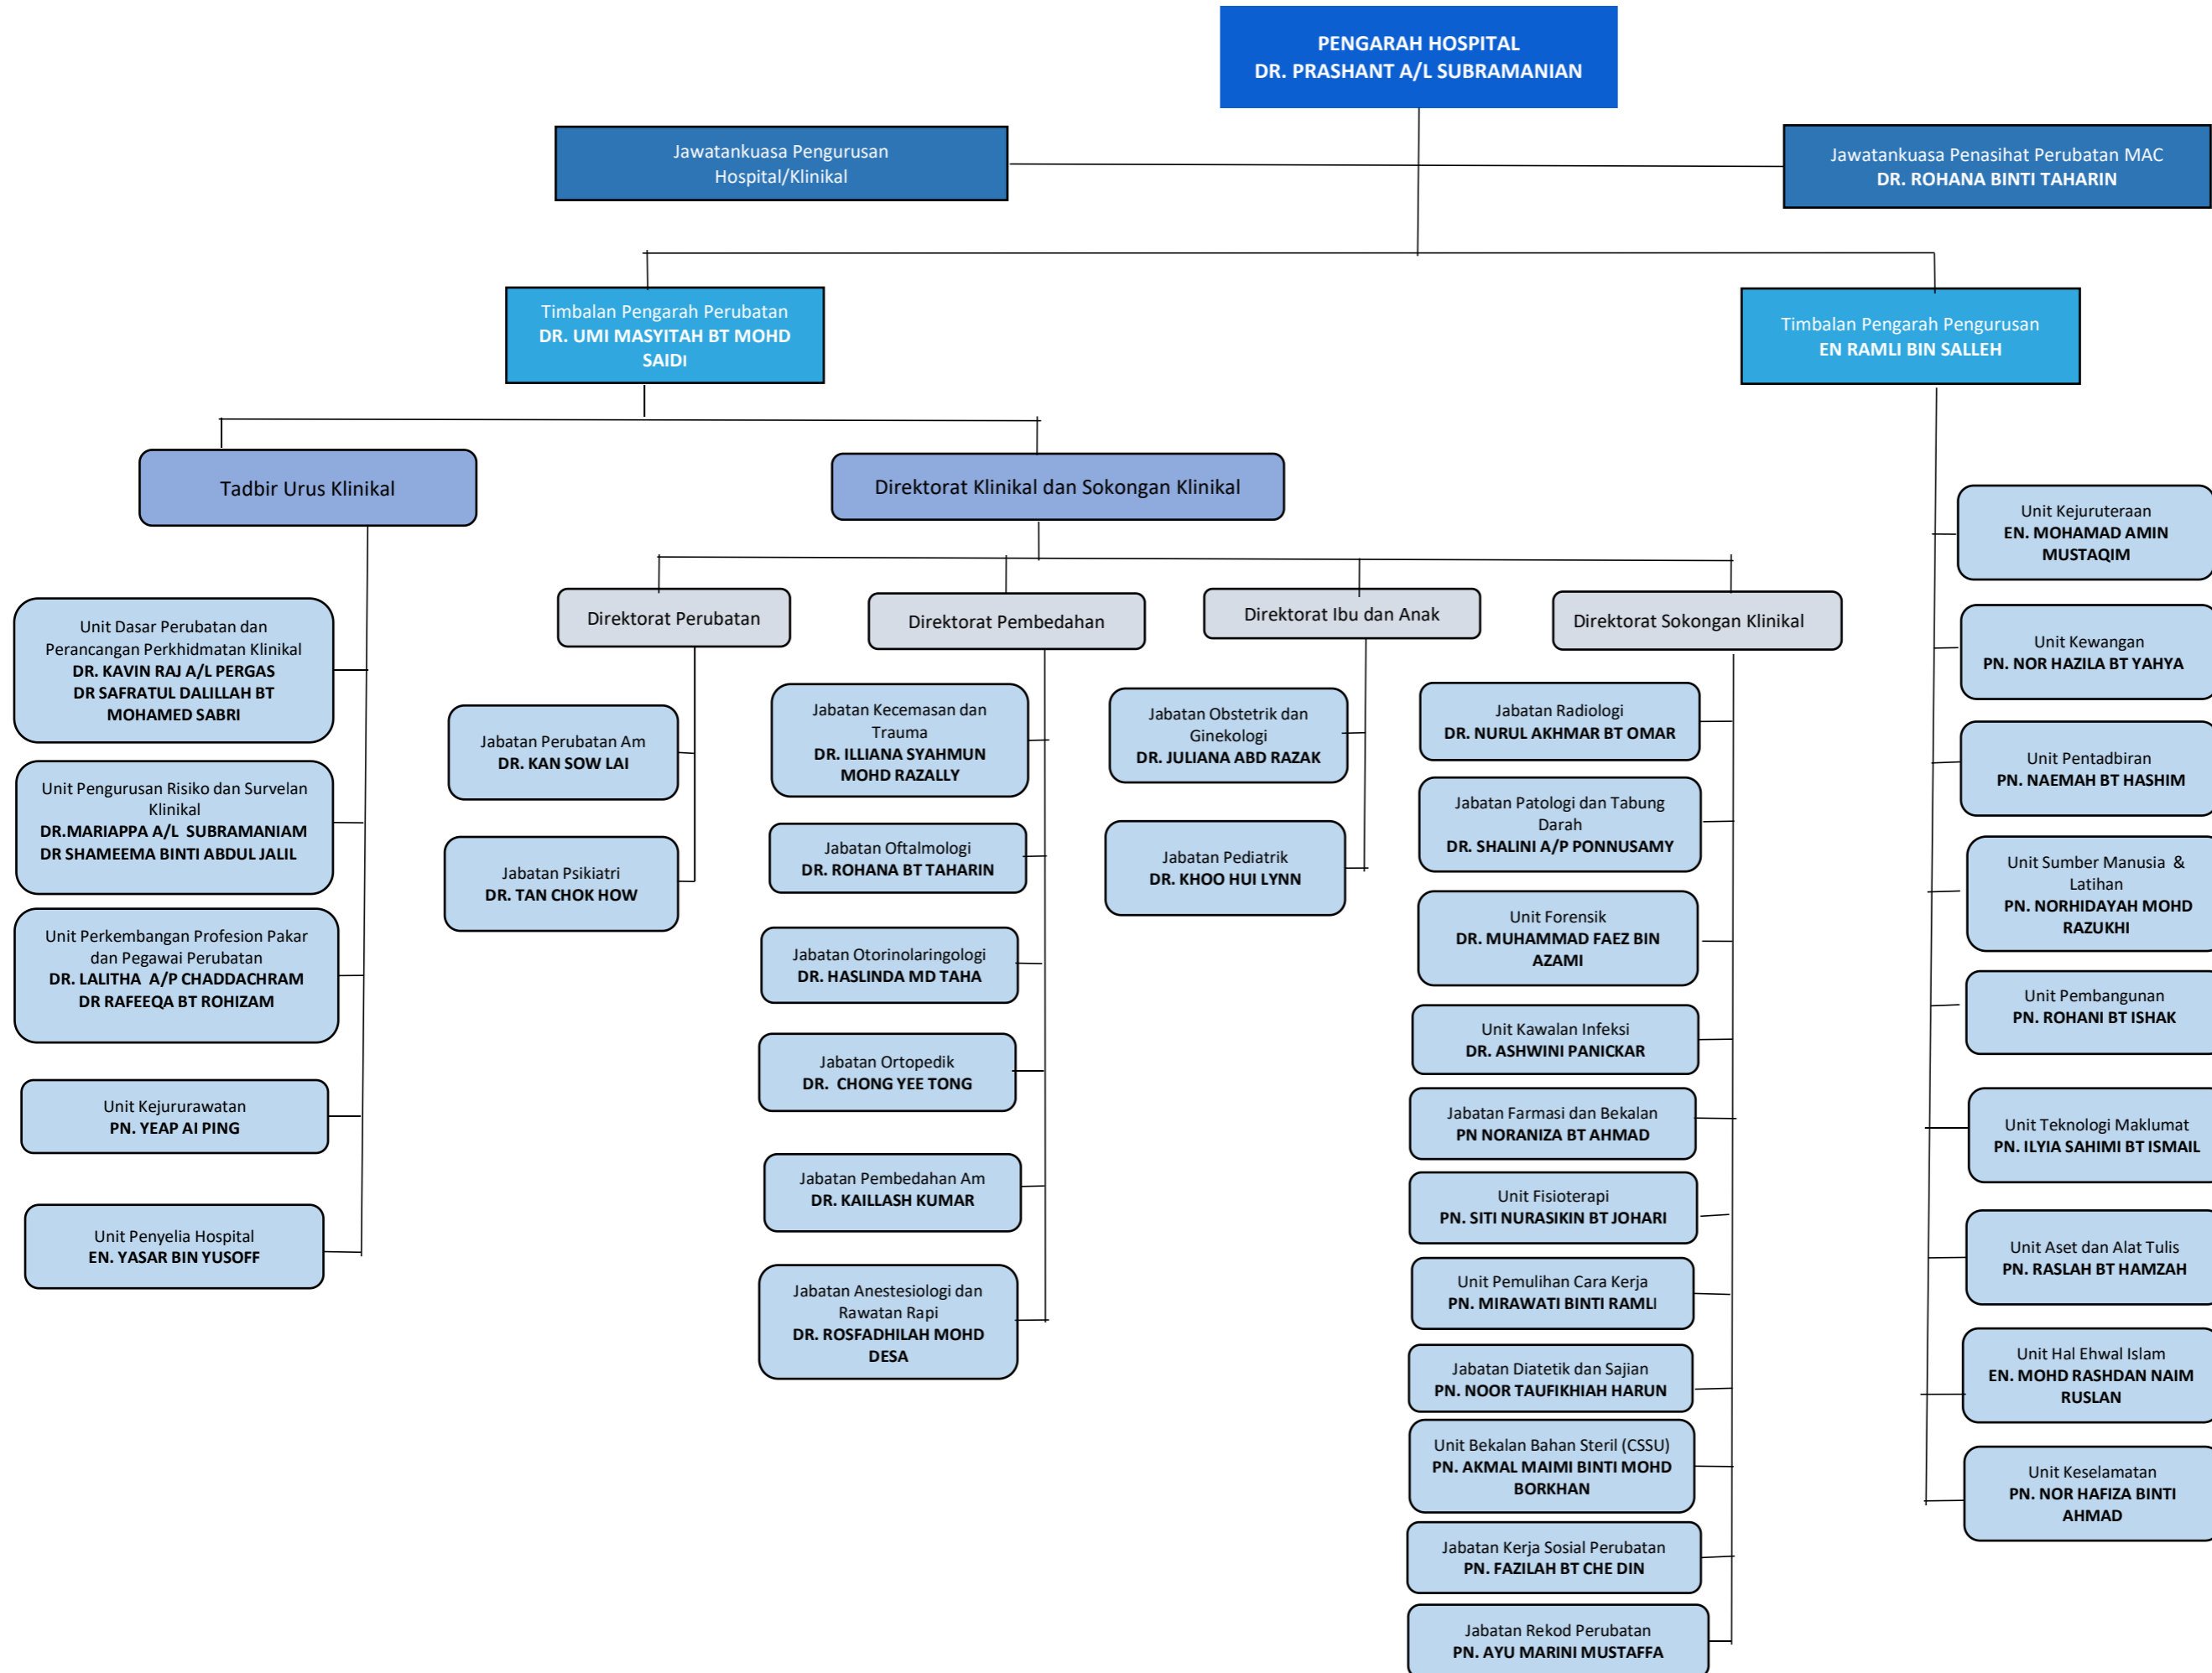 PENGARAH HOSPITAL
DR. PRASHANT A/L SUBRAMANIAN
Jawatankuasa Pengurusan
Hospital/Klinikal
Jawatankuasa Penasihat Perubatan MAC
DR. ROHANA BINTI TAHARIN
Timbalan Pengarah Perubatan
DR. UMI MASYITAH BT MOHD
SAIDI
Timbalan Pengarah Pengurusan
EN RAMLI BIN SALLEH
Tadbir Urus Klinikal
Direktorat Klinikal dan Sokongan Klinikal
Unit Dasar Perubatan dan
Perancangan Perkhidmatan Klinikal
DR. KAVIN RAJ A/L PERGAS
DR SAFRATUL DALILLAH BT
MOHAMED SABRI
Unit Pengurusan Risiko dan Survelan
Klinikal
DR.MARIAPPA A/L SUBRAMANIAM
DR SHAMEEMA BINTI ABDUL JALIL
Unit Perkembangan Profesion Pakar
dan Pegawai Perubatan
DR. LALITHA A/P CHADDACHRAM
DR RAFEEQA BT ROHIZAM
Unit Kejururawatan
PN. YEAP AI PING
Unit Penyelia Hospital
EN. YASAR BIN YUSOFF
Direktorat Perubatan
Jabatan Perubatan Am
DR. KAN SOW LAI
Jabatan Psikiatri
DR. TAN CHOK HOW
Direktorat Pembedahan
Jabatan Kecemasan dan
Trauma
DR. ILLIANA SYAHMUN
MOHD RAZALLY
Jabatan Oftalmologi
DR. ROHANA BT TAHARIN
Jabatan Otorinolaringologi
DR. HASLINDA MD TAHA
Jabatan Ortopedik
DR. CHONG YEE TONG
Jabatan Pembedahan Am
DR. KAILLASH KUMAR
Jabatan Anestesiologi dan
Rawatan Rapi
DR. ROSFADHILAH MOHD
DESA
Direktorat Ibu dan Anak
Jabatan Obstetrik dan
Ginekologi
DR. JULIANA ABD RAZAK
Jabatan Pediatrik
DR. KHOO HUI LYNN
Direktorat Sokongan Klinikal
Jabatan Radiologi
DR. NURUL AKHMAR BT OMAR
Jabatan Patologi dan Tabung
Darah
DR. SHALINI A/P PONNUSAMY
Unit Forensik
DR. MUHAMMAD FAEZ BIN
AZAMI
Unit Kawalan Infeksi
DR. ASHWINI PANICKAR
Jabatan Farmasi dan Bekalan
PN NORANIZA BT AHMAD
Unit Fisioterapi
PN. SITI NURASIKIN BT JOHARI
Unit Pemulihan Cara Kerja
PN. MIRAWATI BINTI RAMLI
Jabatan Diatetik dan Sajian
PN. NOOR TAUFIKHIAH HARUN
Unit Bekalan Bahan Steril (CSSU)
PN. AKMAL MAIMI BINTI MOHD
BORKHAN
Jabatan Kerja Sosial Perubatan
PN. FAZILAH BT CHE DIN
Jabatan Rekod Perubatan
PN. AYU MARINI MUSTAFFA
Unit Kejuruteraan
EN. MOHAMAD AMIN
MUSTAQIM
Unit Kewangan
PN. NOR HAZILA BT YAHYA
Unit Pentadbiran
PN. NAEMAH BT HASHIM
Unit Sumber Manusia &
Latihan
PN. NORHIDAYAH MOHD
RAZUKHI
Unit Pembangunan
PN. ROHANI BT ISHAK
Unit Teknologi Maklumat
PN. ILYIA SAHIMI BT ISMAIL
Unit Aset dan Alat Tulis
PN. RASLAH BT HAMZAH
Unit Hal Ehwal Islam
EN. MOHD RASHDAN NAIM
RUSLAN
Unit Keselamatan
PN. NOR HAFIZA BINTI
AHMAD